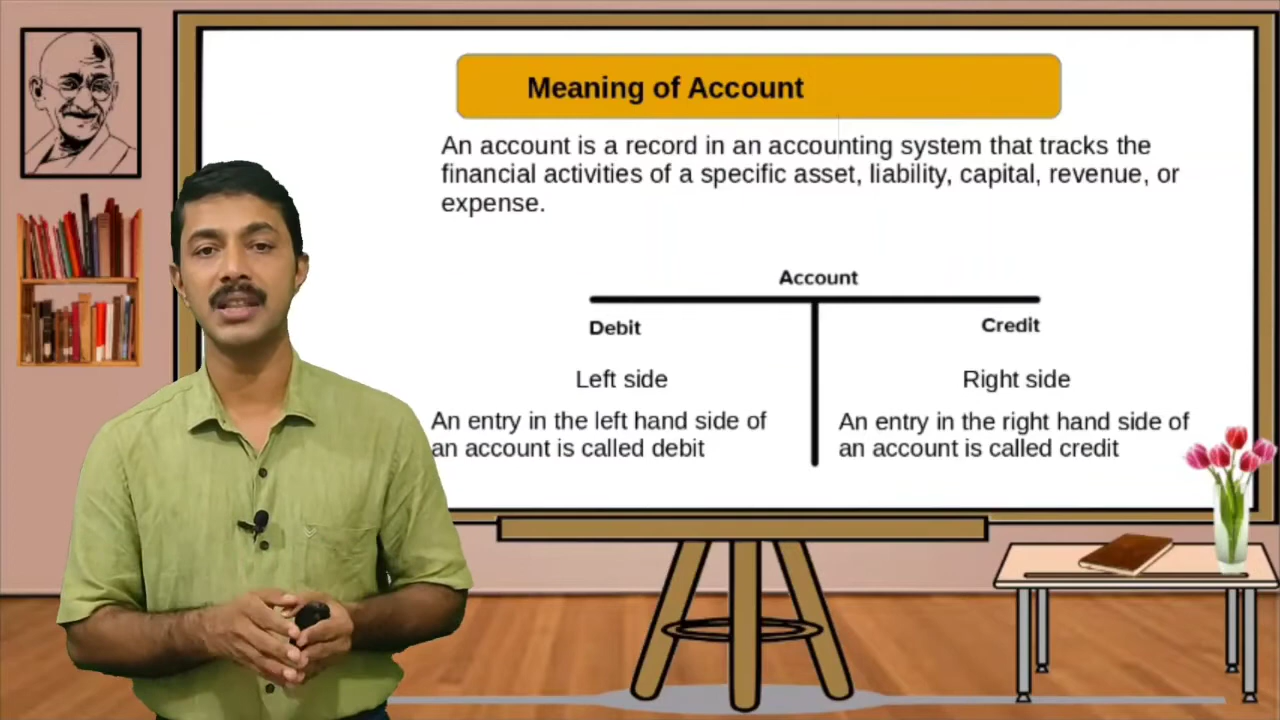 Meaning of Account
An account is a record in an accounting system that tracks the
financial activities of a specific asset, liability, capital, revenue, or
expense.
Account
Debit
Credit
Left side
Right side
An entry in the left hand side of
an account is called debit
An entry in the right hand side of
an account is called credit